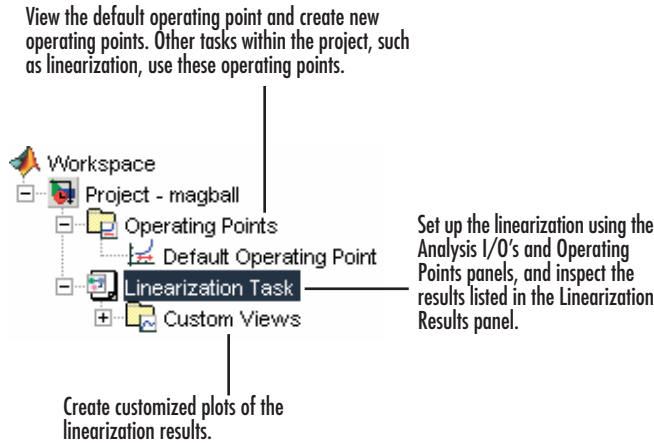 View the default operating point and create new
operating points. Other tasks within the project, such
as linearization, use these operating points.
Workspace
Project - magball
Operating Points
Default Operating Point
Linearization Task
Custom Views
Set up the linearization using the
Analysis I/O's and Operating
Points panels, and inspect the
results listed in the Linearization
Results panel.
Create customized plots of the
linearization results.